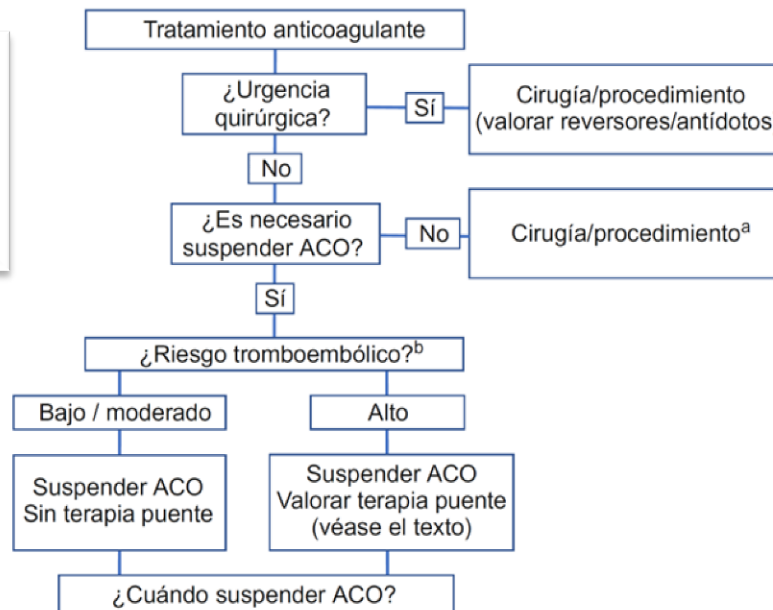 Tratamiento anticoagulante
¿Urgencia
quirúrgica?
Sí
Cirugía/procedimiento
(valorar reversores/antídotos
No
¿Es necesario
suspender ACO?
No
Cirugía/procedimientoª
Sí
¿Riesgo tromboembólico?ᵇ
Bajo / moderado
Alto
Suspender ACO
Sin terapia puente
Suspender ACO
Valorar terapia puente
(véase el texto)
¿Cuándo suspender ACO?